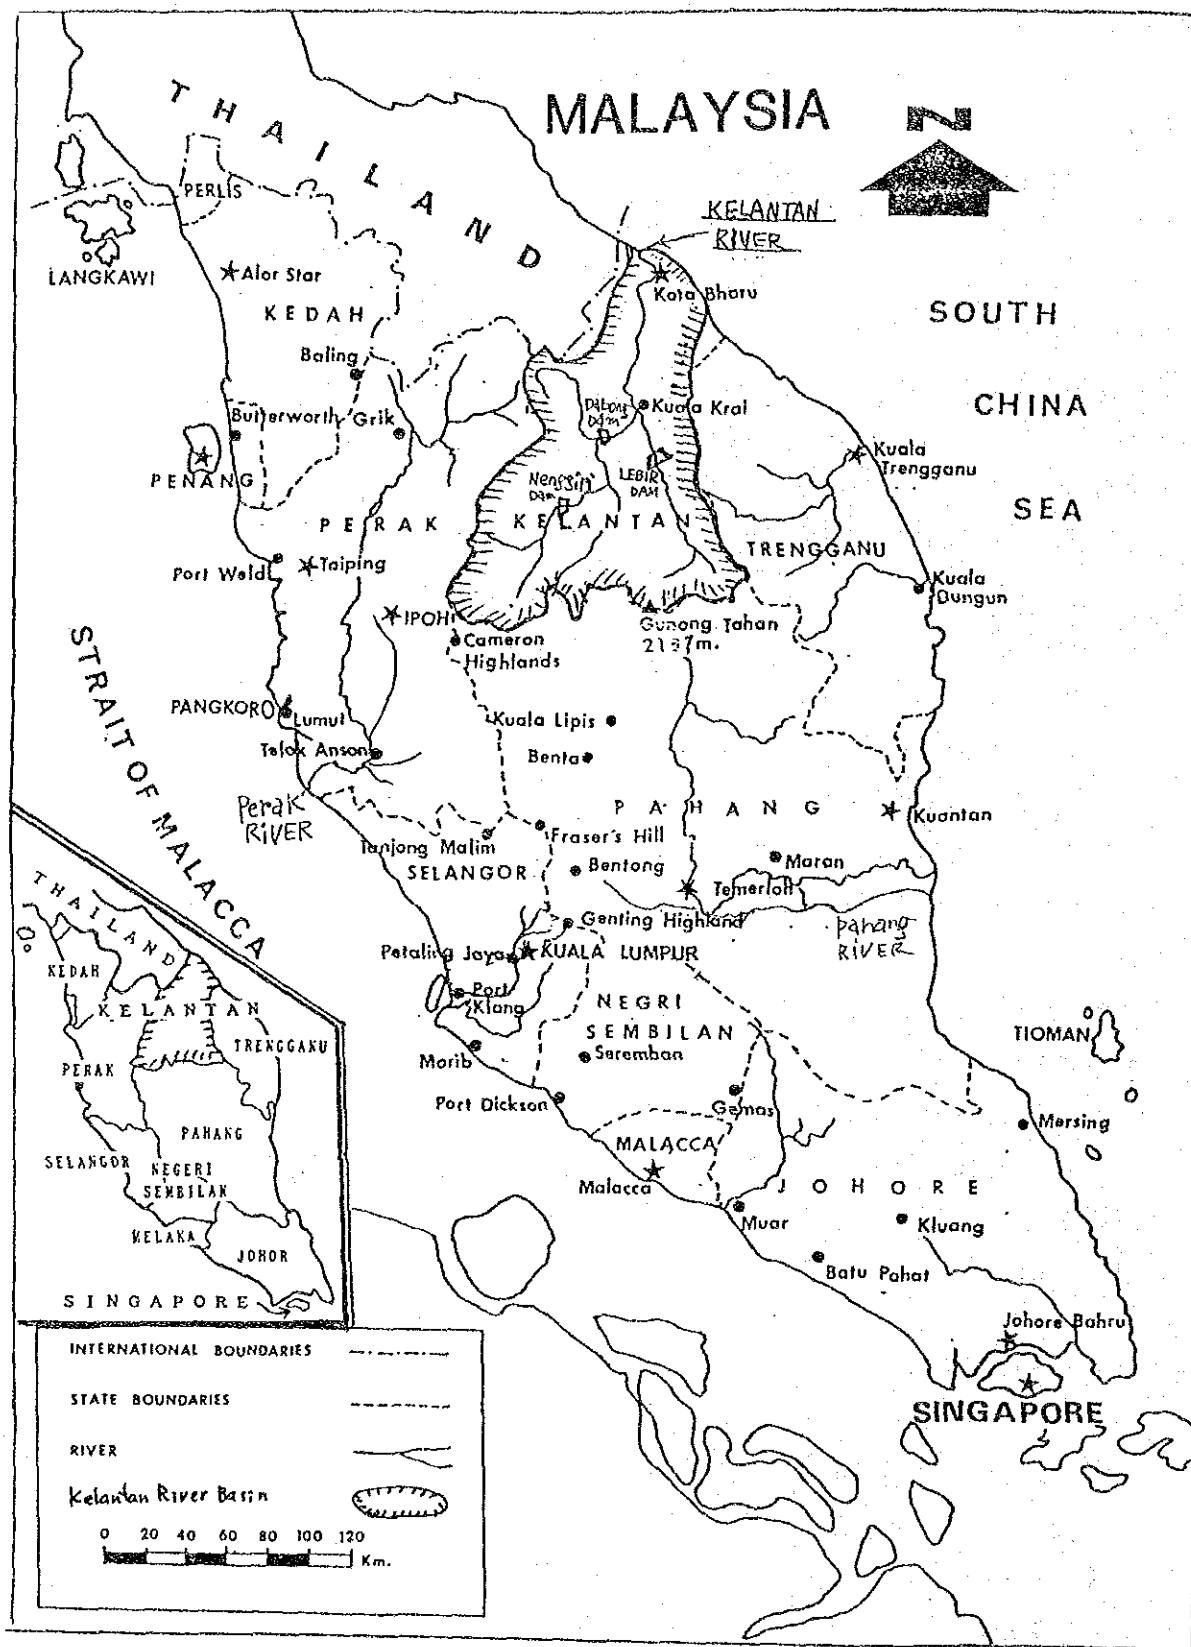 MALAYSIA
N
THAILAND
KELANTAN
RIVER
PERLIS
LANGKAWI
Alor Star
KEDAH
Kota Bharu
SOUTH
CHINA
SEA
Baling
Butterworth
Grik
Dabong
DAM
Kuala Krai
PENANG
Kuala
Trengganu
Nenggiri
DAM
LEBIR
DAM
PERAK
KELANTAN
TRENGGANU
Port Weld
Taiping
Kuala
Dungun
IPOH
Gunong Tahan
2187m.
Cameron
Highlands
STRAIT OF MALACCA
PANGKOR
Lumut
Kuala Lipis
Telok Anson
Benta
Perak
RIVER
PAHANG
Kuantan
Tanjong Malim
Fraser's Hill
SELANGOR
Bentong
Maran
Temerloh
Genting Highland
Pahang
RIVER
Petaling Jaya
KUALA LUMPUR
Port
Klang
NEGRI
SEMBILAN
TIOMAN
Morib
Seremban
Port Dickson
Gemas
Mersing
MALACCA
Malacca
JOHORE
Muar
Kluang
Batu Pahat
Johore Bahru
SINGAPORE
THAILAND
KEDAH
KELANTAN
TRENGGANU
PERAK
PAHANG
SELANGOR
NEGERI
SEMBILAN
MELAKA
JOHOR
SINGAPORE
INTERNATIONAL BOUNDARIES
STATE BOUNDARIES
RIVER
Kelantan River Basin
0 20 40 60 80 100 120
Km.